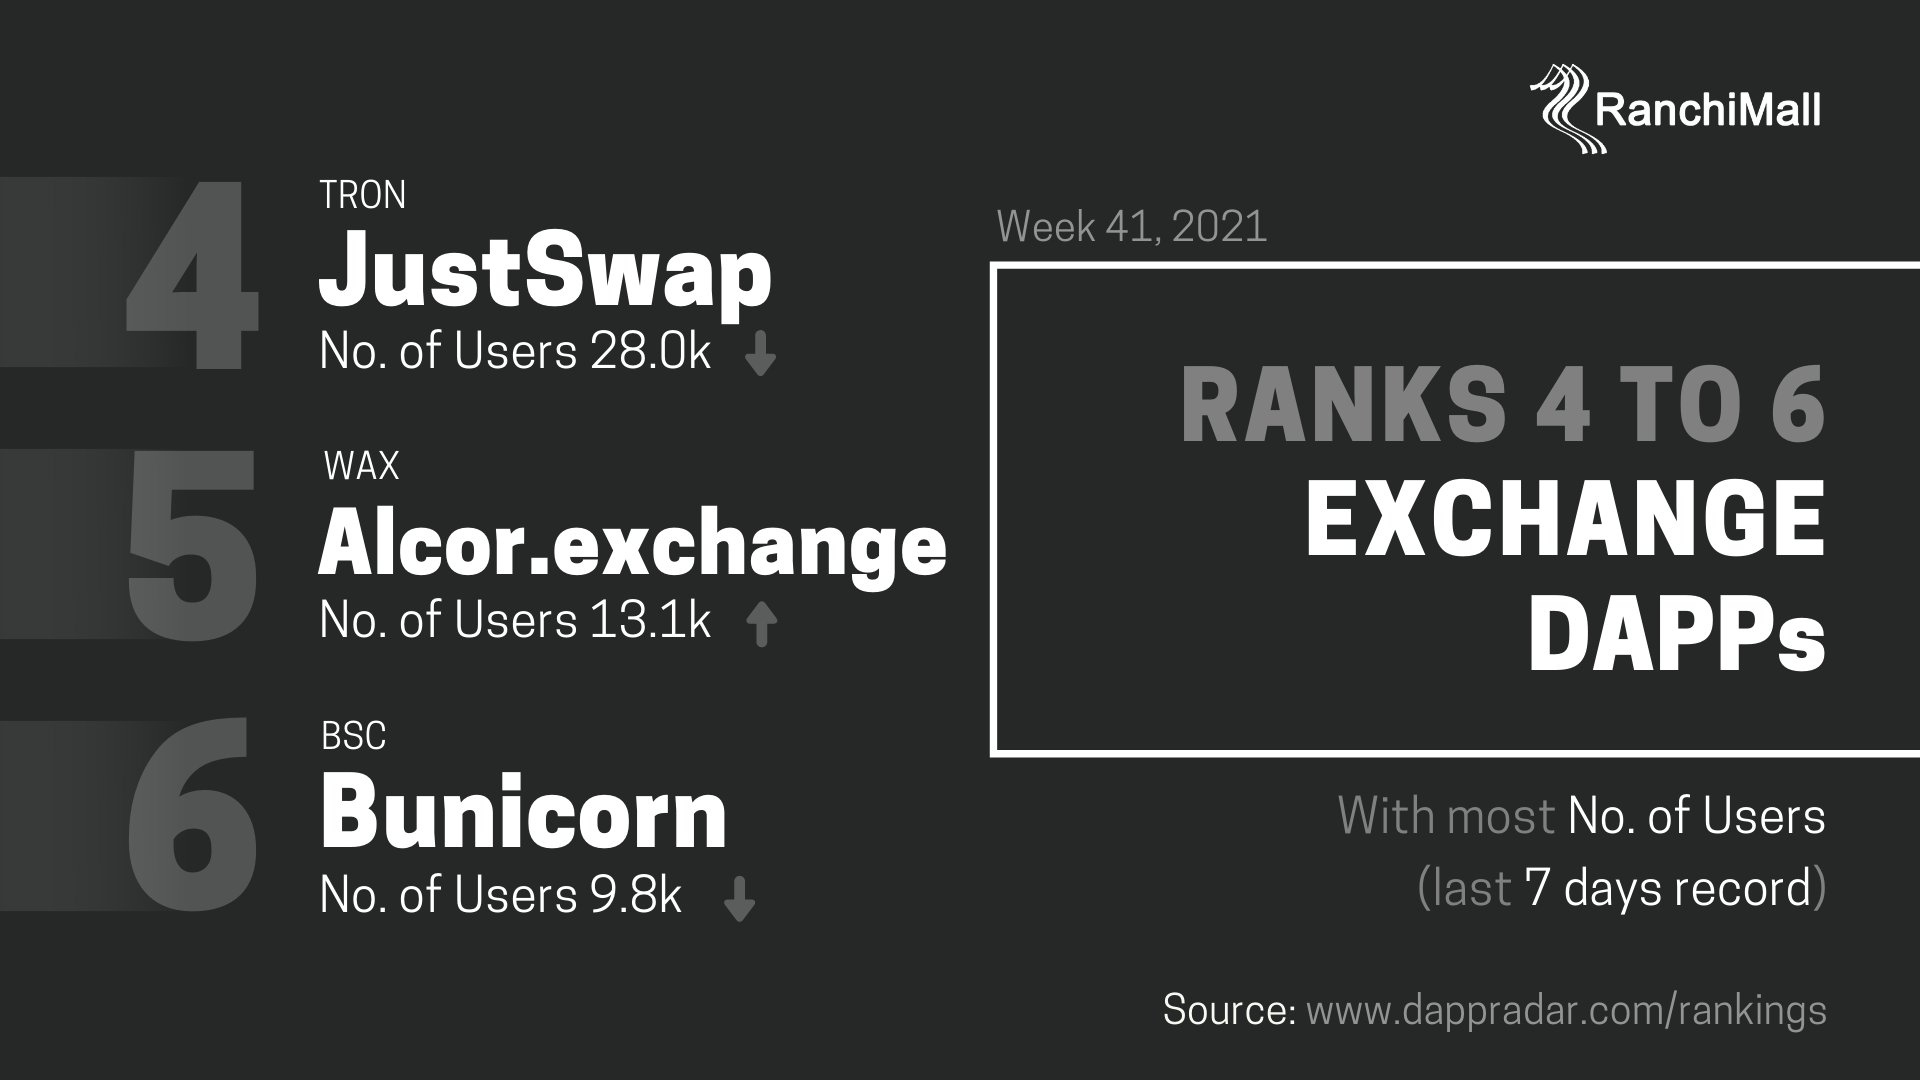 RanchiMall
4
TRON
JustSwap
No. of Users 28.0k
5
WAX
Alcor.exchange
No. of Users 13.1k
6
BSC
Bunicorn
No. of Users 9.8k
Week 41, 2021
RANKS 4 TO 6
EXCHANGE
DAPPs
With most No. of Users
(last 7 days record)
Source: www.dappradar.com/rankings